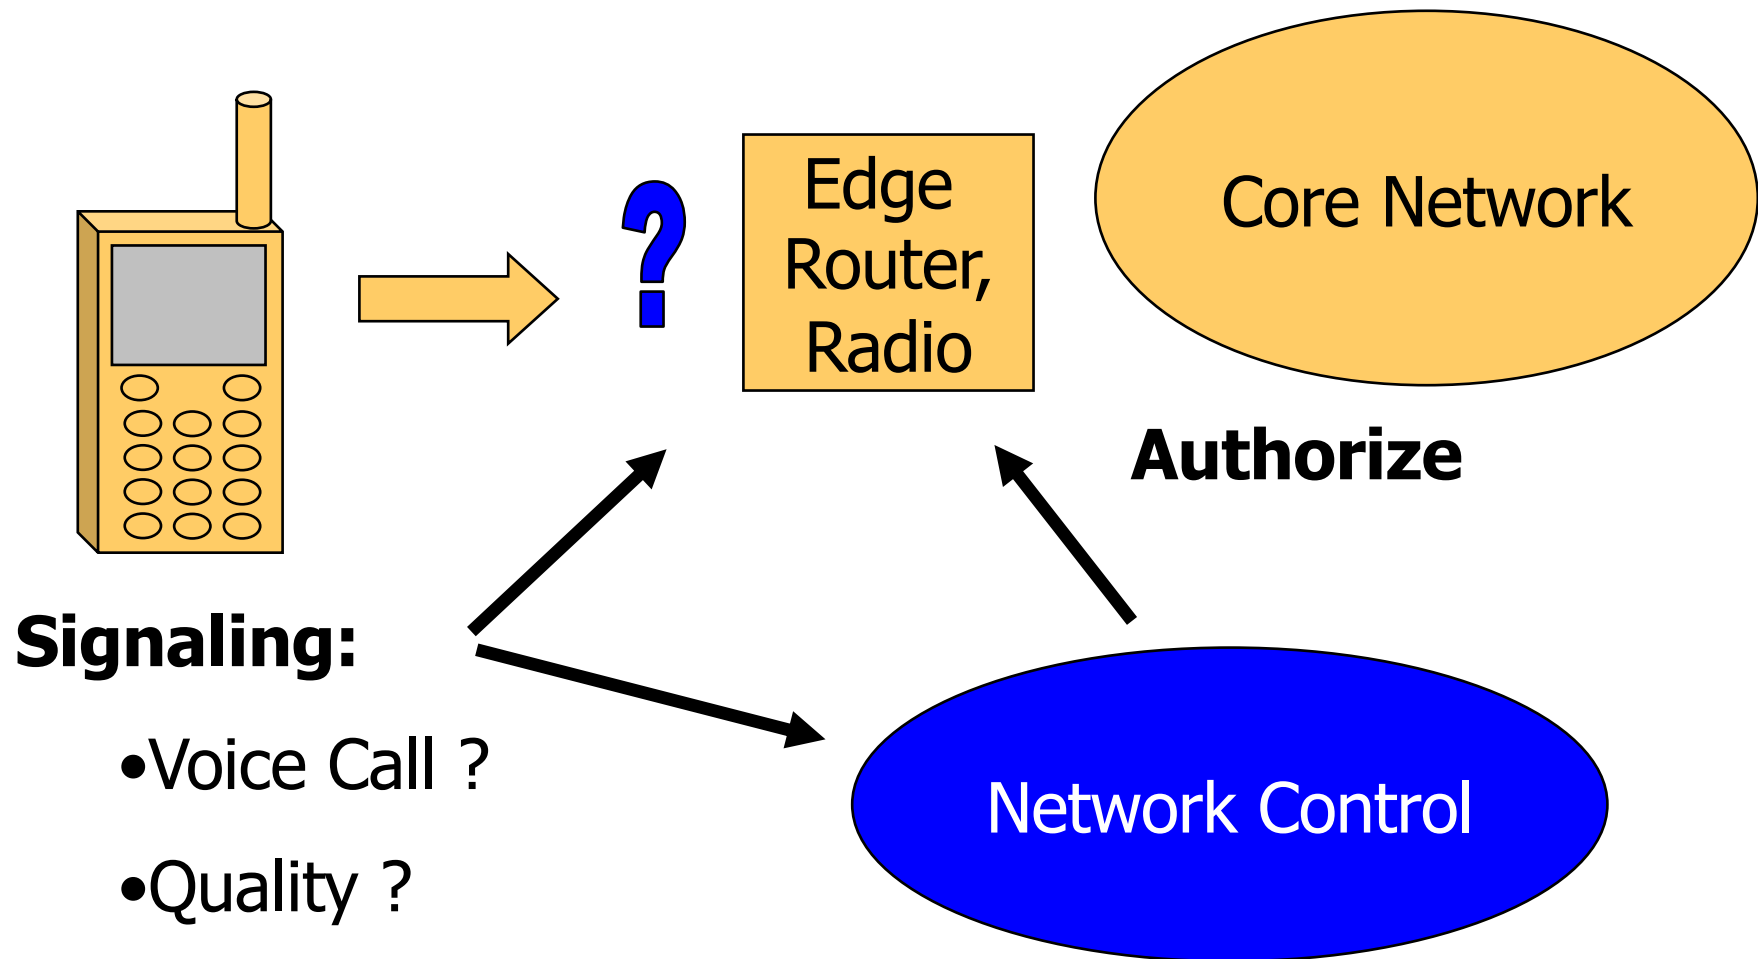 ?
Edge
Router,
Radio
Core Network
Authorize
Signaling:
•Voice Call ?
•Quality ?
Network Control